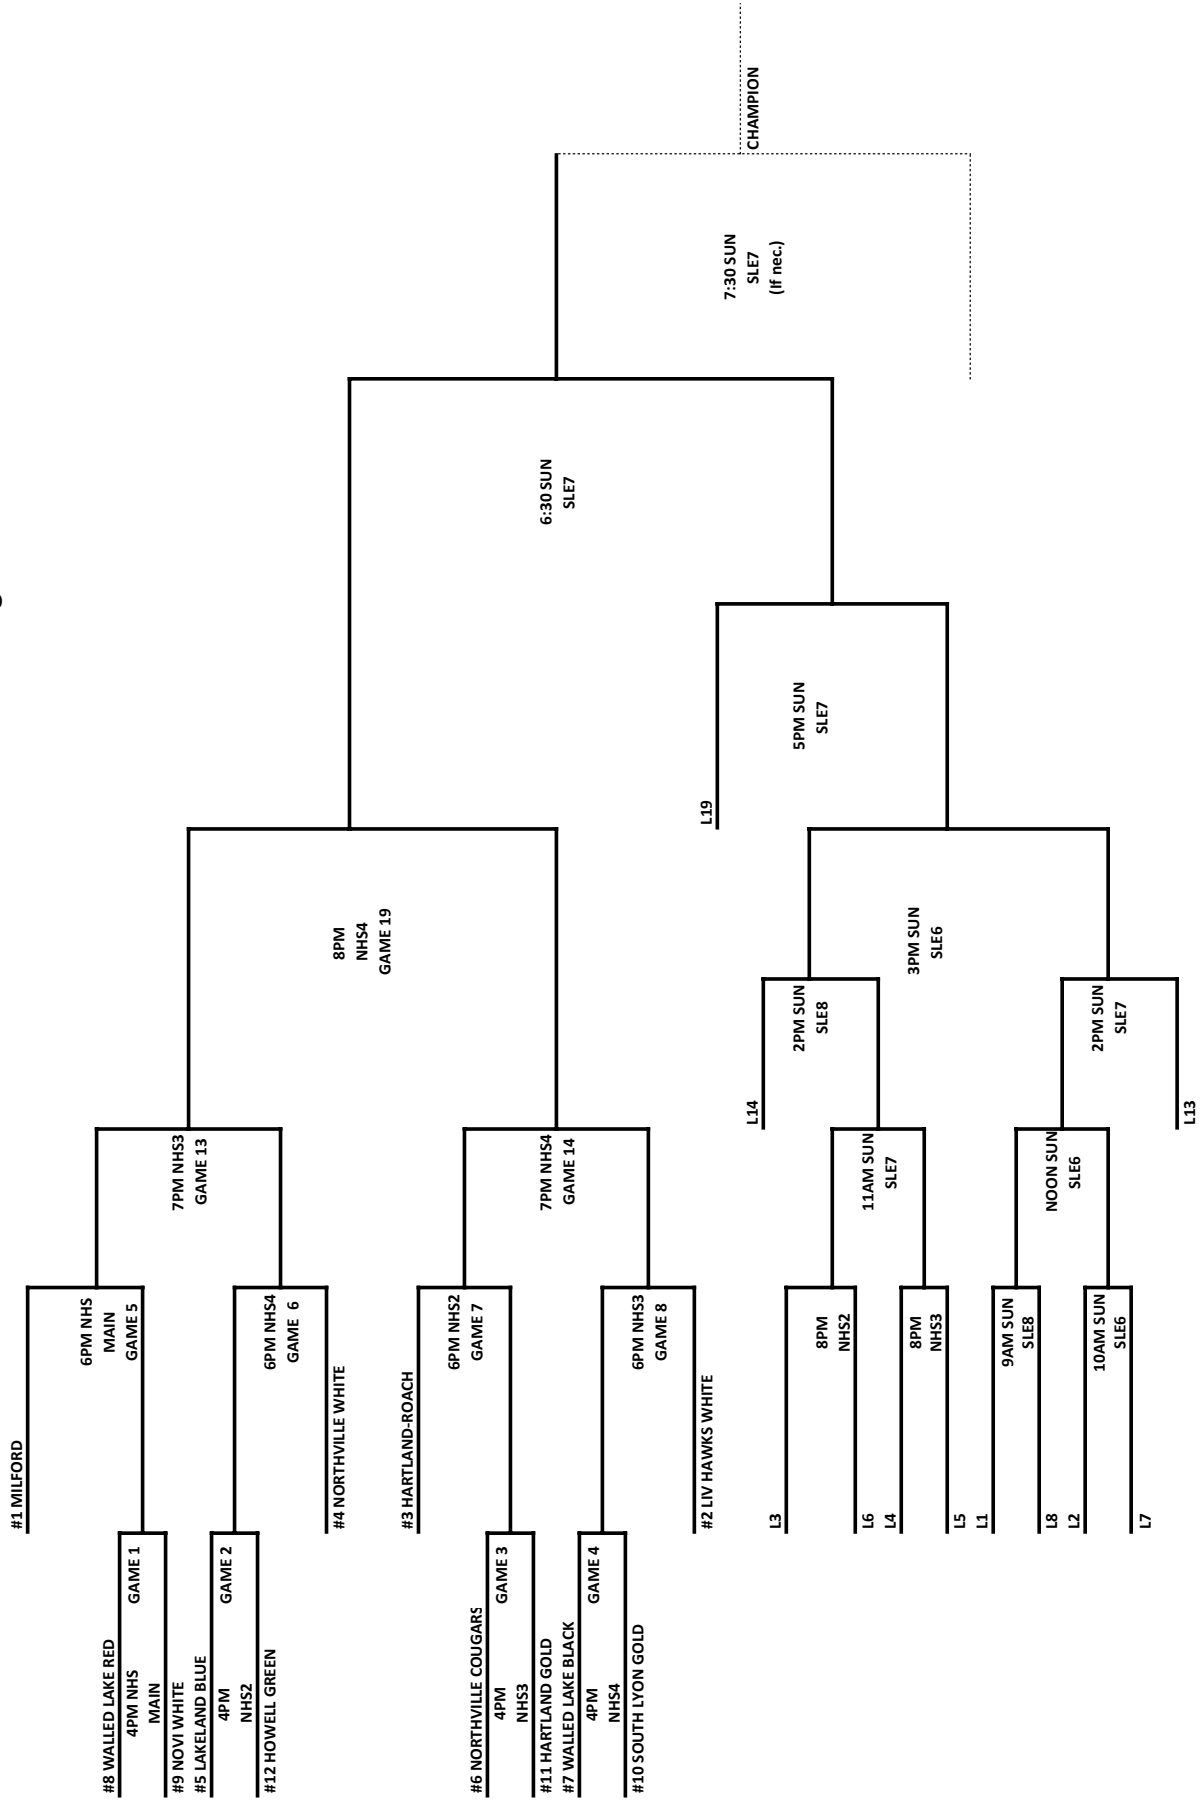 #1 MILFORD
6PM NHS
MAIN
GAME 5
#8 WALLED LAKE RED
4PM NHS
MAIN
GAME 1
#9 NOVI WHITE
7PM NHS3
GAME 13
#5 LAKELAND BLUE
4PM
NHS2
GAME 2
#12 HOWELL GREEN
6PM NHS4
GAME 6
#4 NORTHVILLE WHITE
8PM
NHS4
GAME 19
#3 HARTLAND-ROACH
6PM NHS2
GAME 7
#6 NORTHVILLE COUGARS
4PM
NHS3
GAME 3
#11 HARTLAND GOLD
7PM NHS4
GAME 14
#7 WALLED LAKE BLACK
4PM
NHS4
GAME 4
#10 SOUTH LYON GOLD
6PM NHS3
GAME 8
#2 LIV HAWKS WHITE
6:30 SUN
SLE7
7:30 SUN
SLE7
(If nec.)
CHAMPION
L19
5PM SUN
SLE7
L14
2PM SUN
SLE8
L3
8PM
NHS2
L6
11AM SUN
SLE7
L4
8PM
NHS3
L5
3PM SUN
SLE6
L1
9AM SUN
SLE8
L8
NOON SUN
SLE6
L2
10AM SUN
SLE6
L7
2PM SUN
SLE7
L13